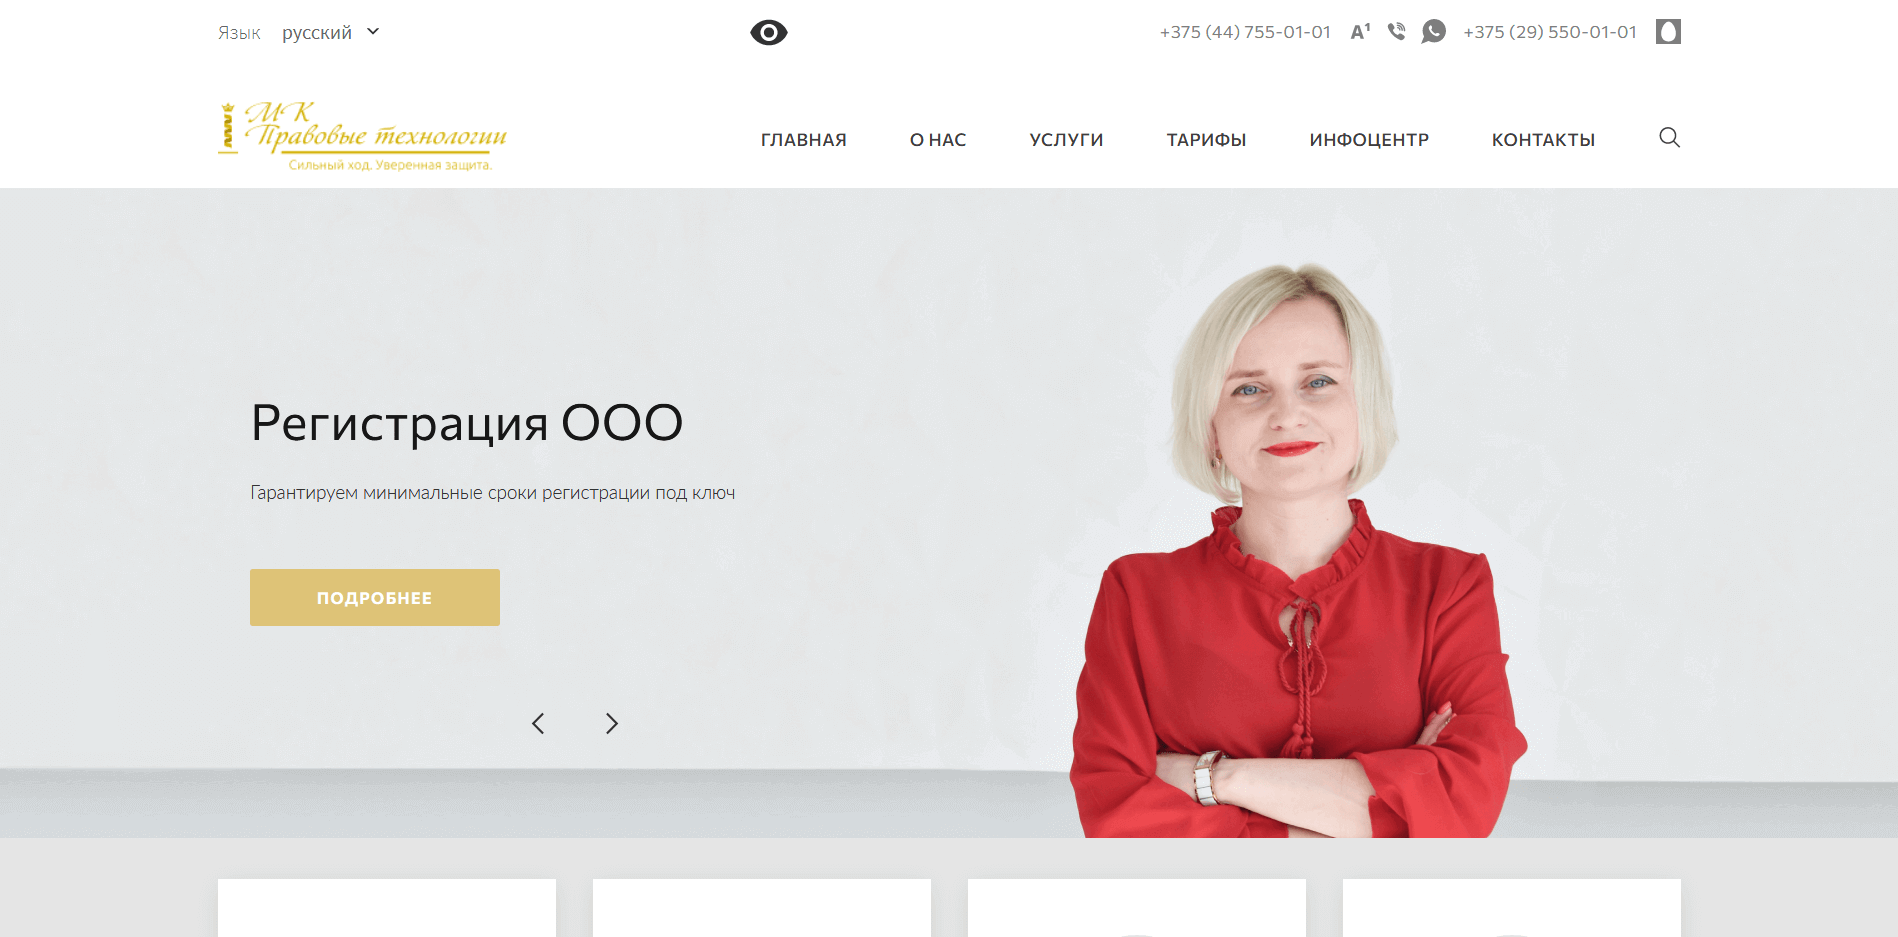 Язык русский
+375 (44) 755-01-01 A1 +375 (29) 550-01-01
МК
Правовые технологии
Сильный ход. Уверенная защита.
ГЛАВНАЯ О НАС УСЛУГИ ТАРИФЫ ИНФОЦЕНТР КОНТАКТЫ
Регистрация ООО
Гарантируем минимальные сроки регистрации под ключ
ПОДРОБНЕЕ